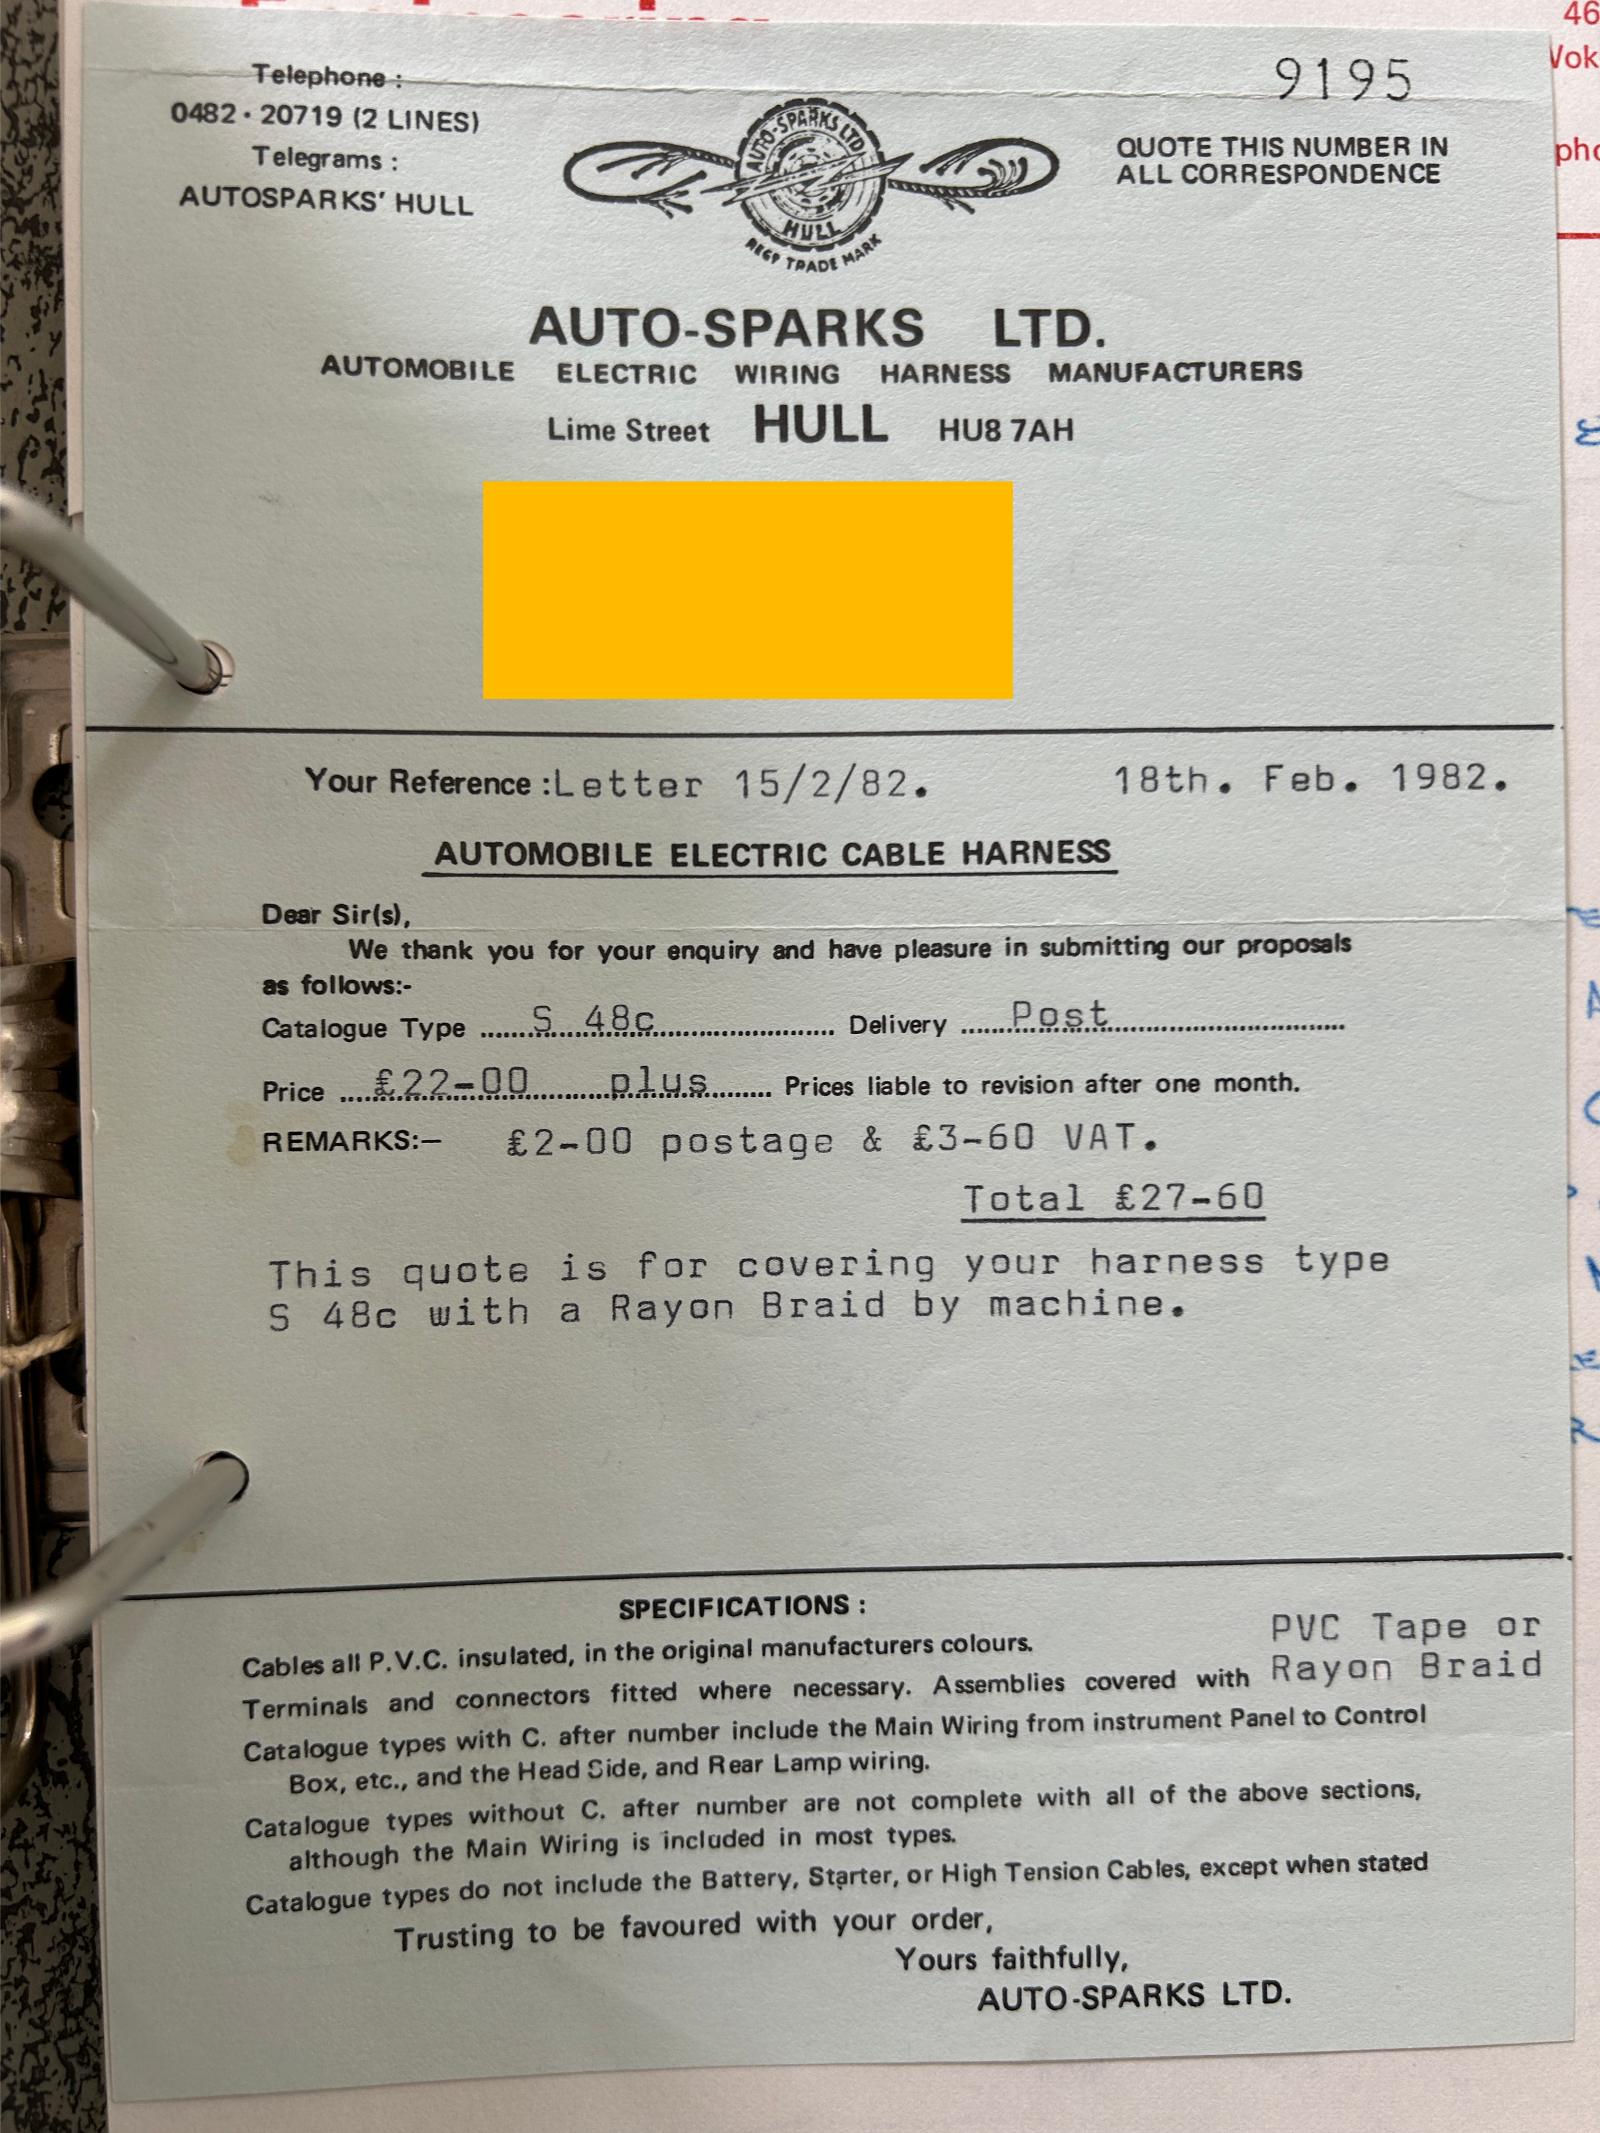 Telephone :
0482 · 20719 (2 LINES)
Telegrams :
AUTOSPARKS' HULL
AUTO-SPARKS LTD
HULL
REGD TRADE MARK
9195
QUOTE THIS NUMBER IN
ALL CORRESPONDENCE
AUTO-SPARKS LTD.
AUTOMOBILE ELECTRIC WIRING HARNESS MANUFACTURERS
Lime Street HULL HU8 7AH
Your Reference : Letter 15/2/82. 18th. Feb. 1982.
AUTOMOBILE ELECTRIC CABLE HARNESS
Dear Sir(s),
We thank you for your enquiry and have pleasure in submitting our proposals
as follows:-
Catalogue Type ...... S 48c ...... Delivery ...... Post ......
Price ...... £22-00 plus ...... Prices liable to revision after one month.
REMARKS:— £2-00 postage & £3-60 VAT.
Total £27-60
This quote is for covering your harness type
S 48c with a Rayon Braid by machine.
SPECIFICATIONS :
Cables all P.V.C. insulated, in the original manufacturers colours.
Terminals and connectors fitted where necessary. Assemblies covered with PVC Tape or
Rayon Braid
Catalogue types with C. after number include the Main Wiring from instrument Panel to Control
Box, etc., and the Head Side, and Rear Lamp wiring.
Catalogue types without C. after number are not complete with all of the above sections,
although the Main Wiring is included in most types.
Catalogue types do not include the Battery, Starter, or High Tension Cables, except when stated
Trusting to be favoured with your order,
Yours faithfully,
AUTO-SPARKS LTD.
46